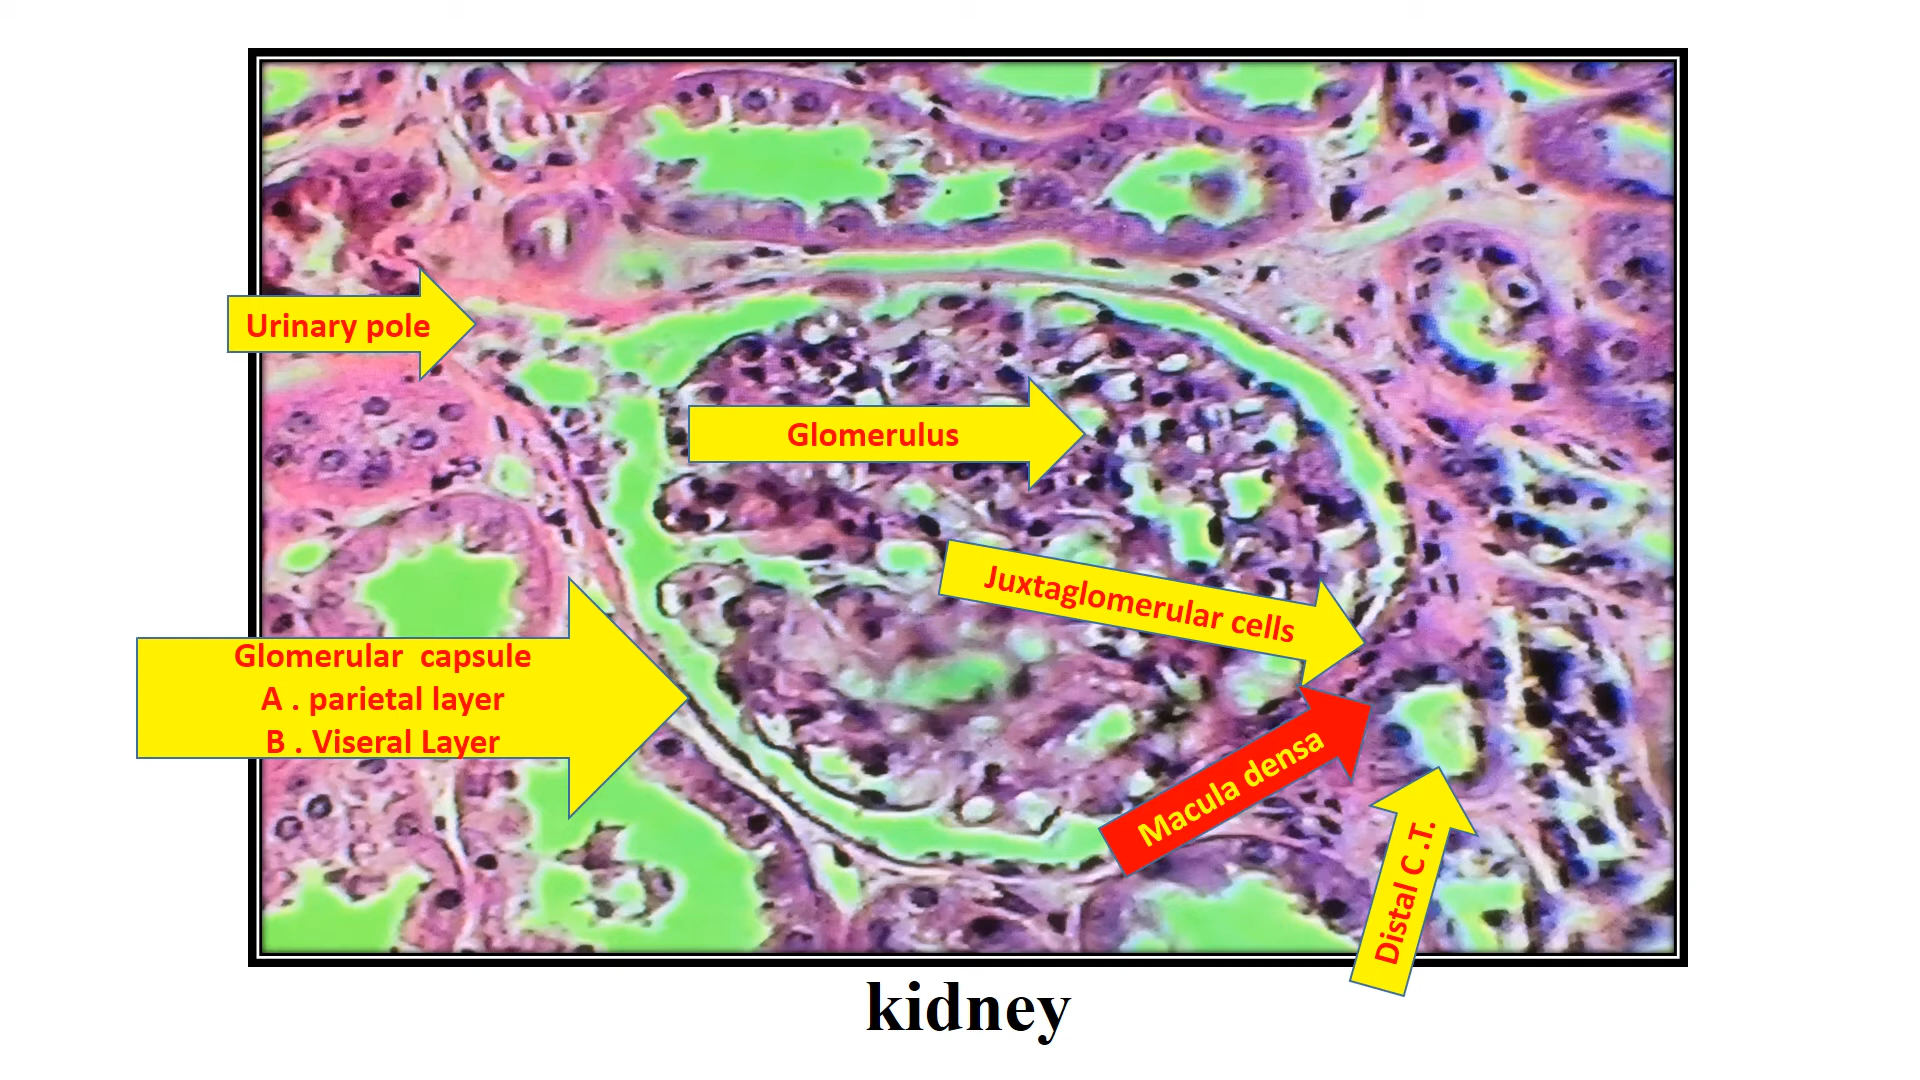 Urinary pole
Glomerulus
Juxtaglomerular cells
Glomerular capsule
A . parietal layer
B . Viseral Layer
Macula densa
Distal C .T.
kidney